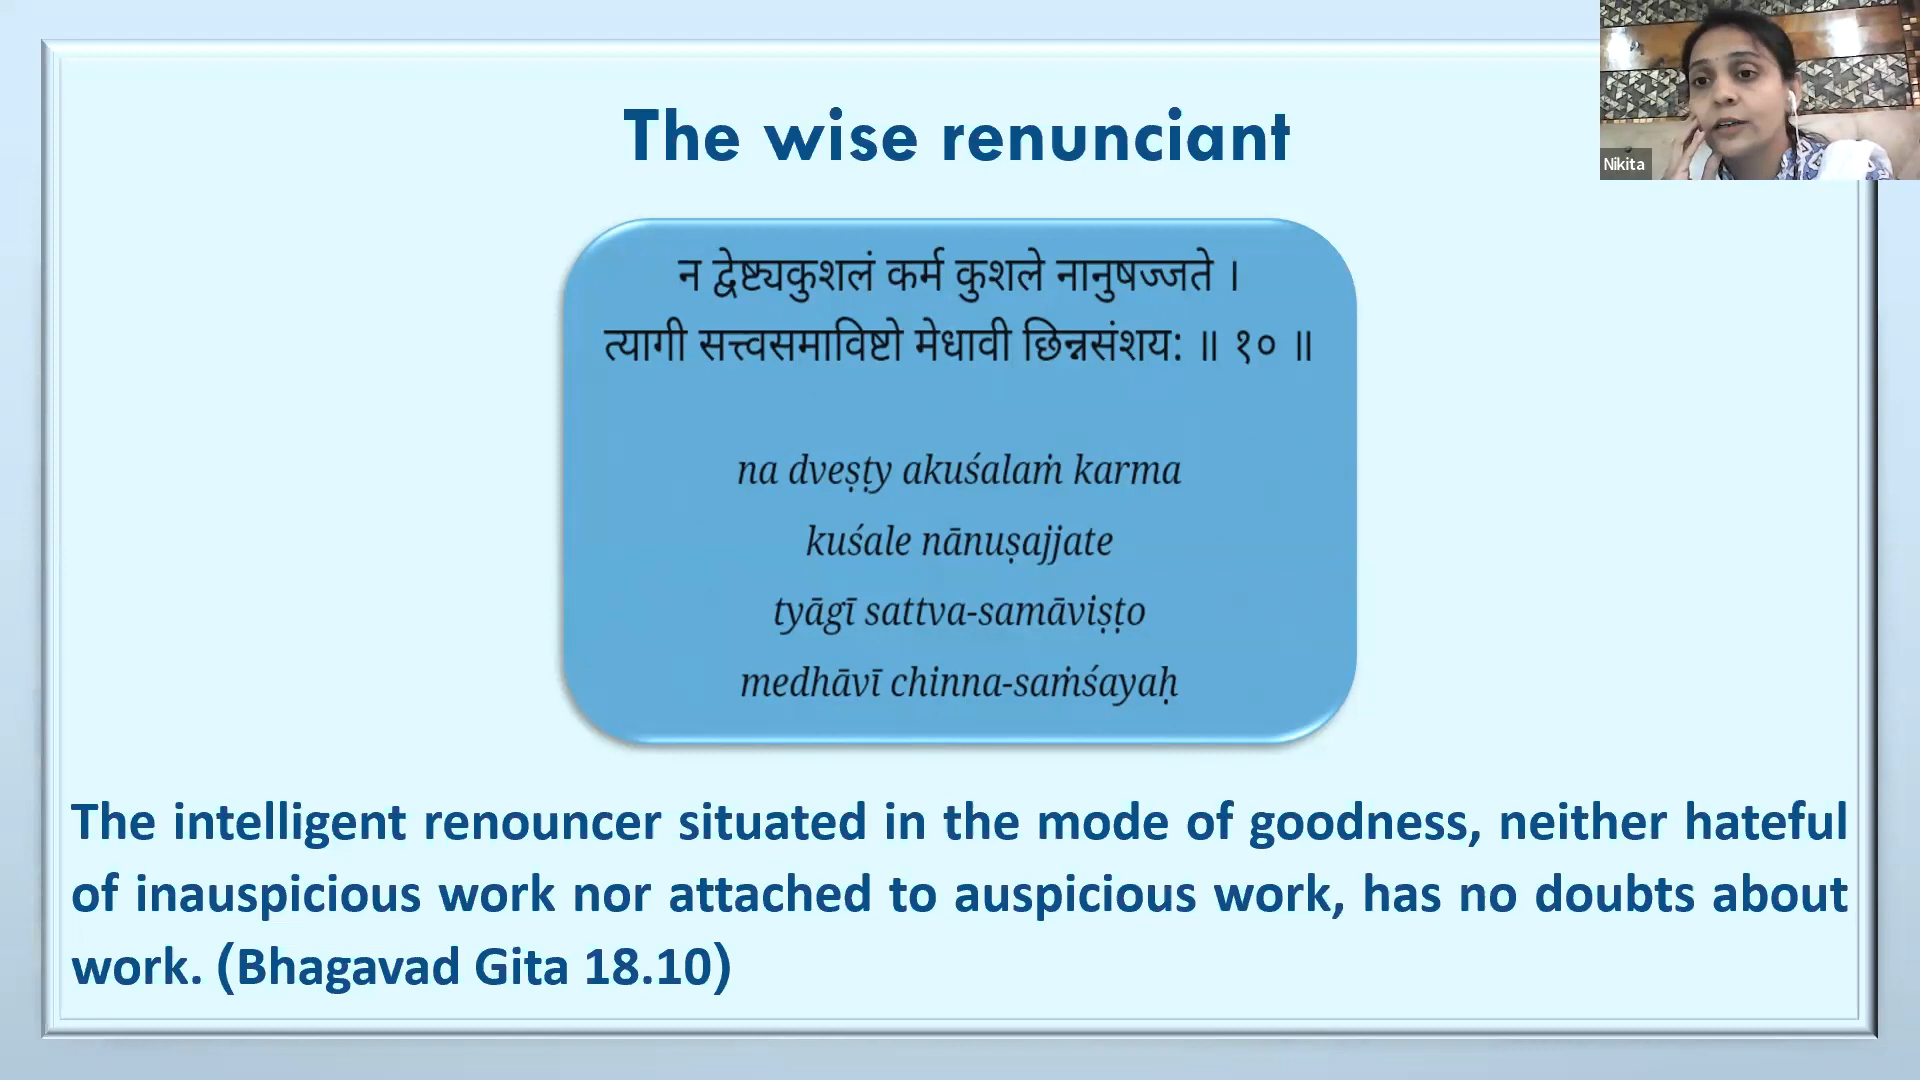 The wise renunciant
Nikita
न द्वेष्ट्यकुशलं कर्म कुशले नानुषज्जते ।
त्यागी सत्त्वसमाविष्टो मेधावी छिन्नसंशय: ॥ १० ॥
na dveṣṭy akuśalaṁ karma
kuśale nānuṣajjate
tyāgī sattva-samāviṣṭo
medhāvī chinna-saṁśayaḥ
The intelligent renouncer situated in the mode of goodness, neither hateful
of inauspicious work nor attached to auspicious work, has no doubts about
work. (Bhagavad Gita 18.10)